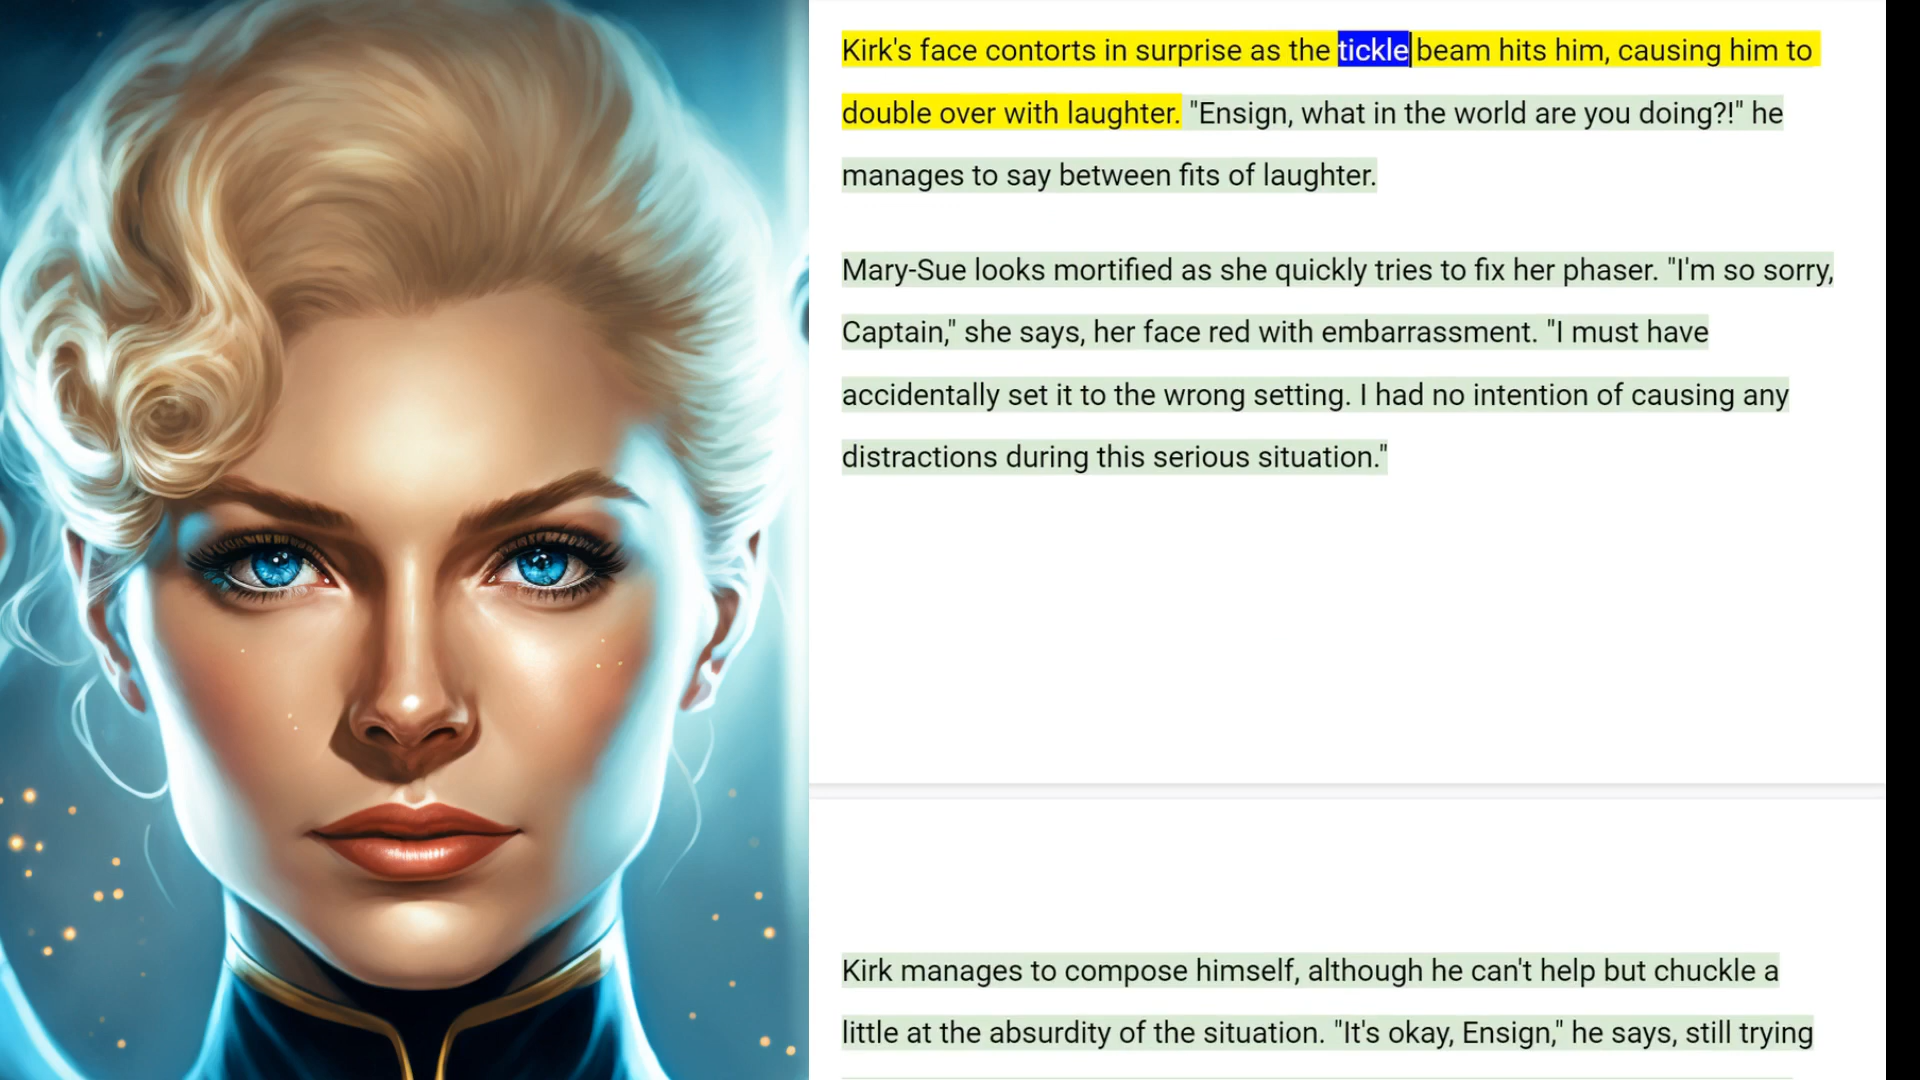 Kirk's face contorts in surprise as the tickle beam hits him, causing him to
double over with laughter. "Ensign, what in the world are you doing?!" he
manages to say between fits of laughter.
Mary-Sue looks mortified as she quickly tries to fix her phaser. "I'm so sorry,
Captain," she says, her face red with embarrassment. "I must have
accidentally set it to the wrong setting. I had no intention of causing any
distractions during this serious situation."
Kirk manages to compose himself, although he can't help but chuckle a
little at the absurdity of the situation. "It's okay, Ensign," he says, still trying